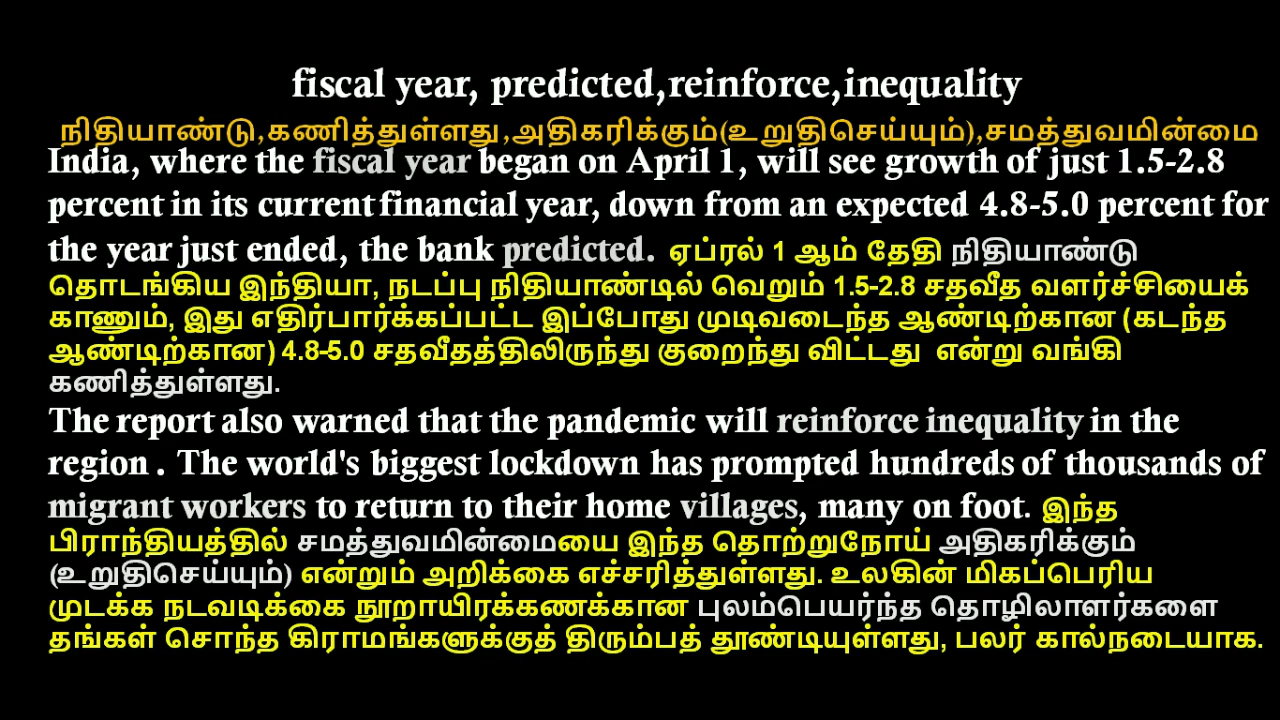 fiscal year, predicted,reinforce,inequality
நிதியாண்டு,கணித்துள்ளது,அதிகரிக்கும்(உறுதிசெய்யும்),சமத்துவமின்மை
India, where the fiscal year began on April 1, will see growth of just 1.5-2.8
percent in its current financial year, down from an expected 4.8-5.0 percent for
the year just ended, the bank predicted. ஏப்ரல் 1 ஆம் தேதி நிதியாண்டு
தொடங்கிய இந்தியா, நடப்பு நிதியாண்டில் வெறும் 1.5-2.8 சதவீத வளர்ச்சியைக்
காணும், இது எதிர்பார்க்கப்பட்ட இப்போது முடிவடைந்த ஆண்டிற்கான (கடந்த
ஆண்டிற்கான) 4.8-5.0 சதவீதத்திலிருந்து குறைந்து விட்டது என்று வங்கி
கணித்துள்ளது.
The report also warned that the pandemic will reinforce inequality in the
region . The world's biggest lockdown has prompted hundreds of thousands of
migrant workers to return to their home villages, many on foot. இந்த
பிராந்தியத்தில் சமத்துவமின்மையை இந்த தொற்றுநோய் அதிகரிக்கும்
(உறுதிசெய்யும்) என்றும் அறிக்கை எச்சரித்துள்ளது. உலகின் மிகப்பெரிய
முடக்க நடவடிக்கை நூறாயிரக்கணக்கான புலம்பெயர்ந்த தொழிலாளர்களை
தங்கள் சொந்த கிராமங்களுக்குத் திரும்பத் தூண்டியுள்ளது, பலர் கால்நடையாக.